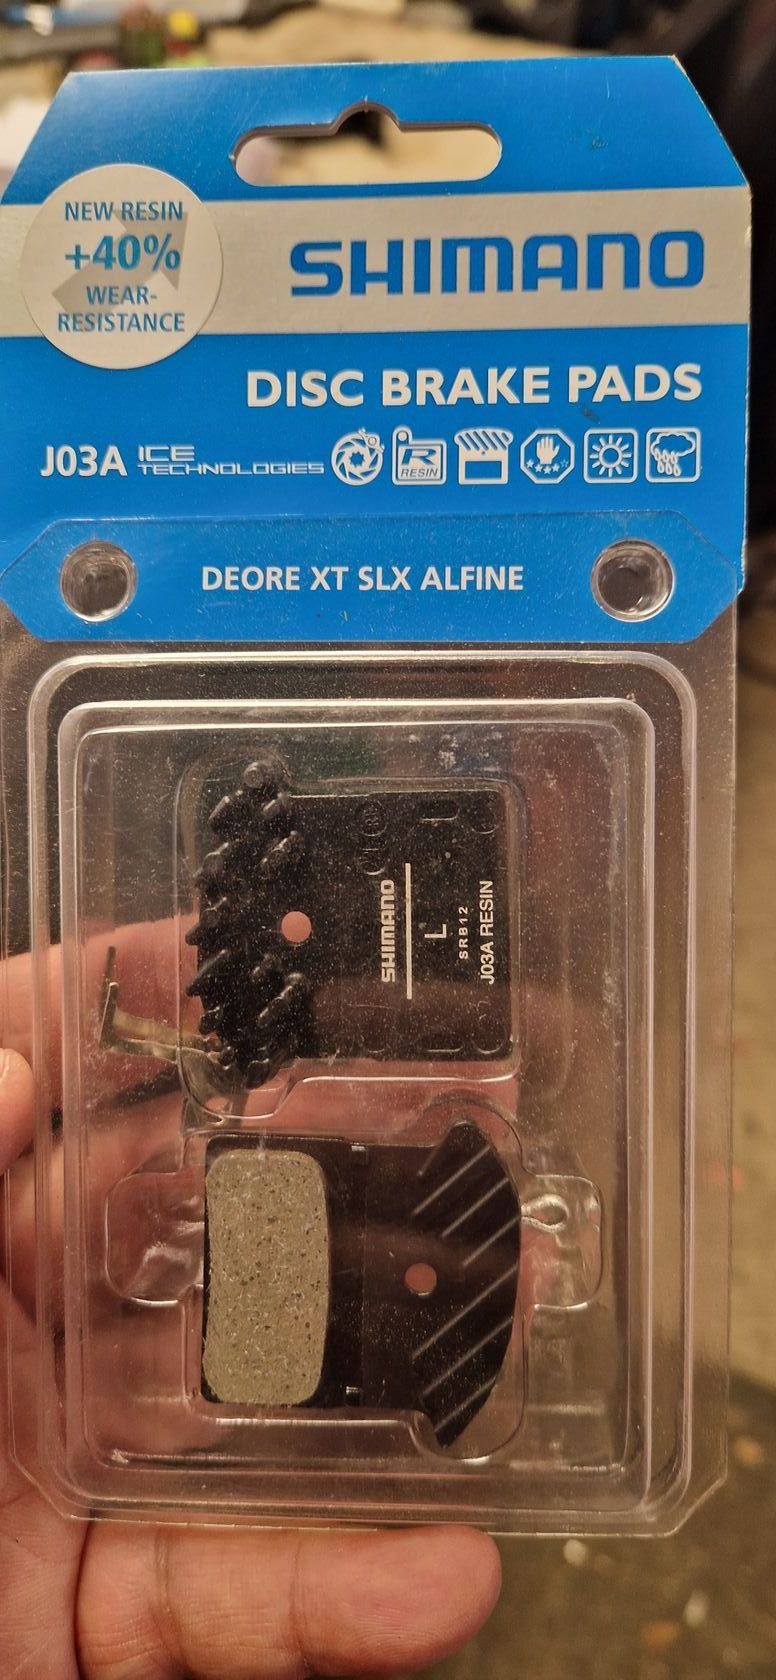 NEW RESIN
+40%
WEAR-
RESISTANCE
SHIMANO
DISC BRAKE PADS
J03A ICE TECHNOLOGIES
R
RESIN
DEORE XT SLX ALFINE
SHIMANO
L
SRB12
J03A RESIN